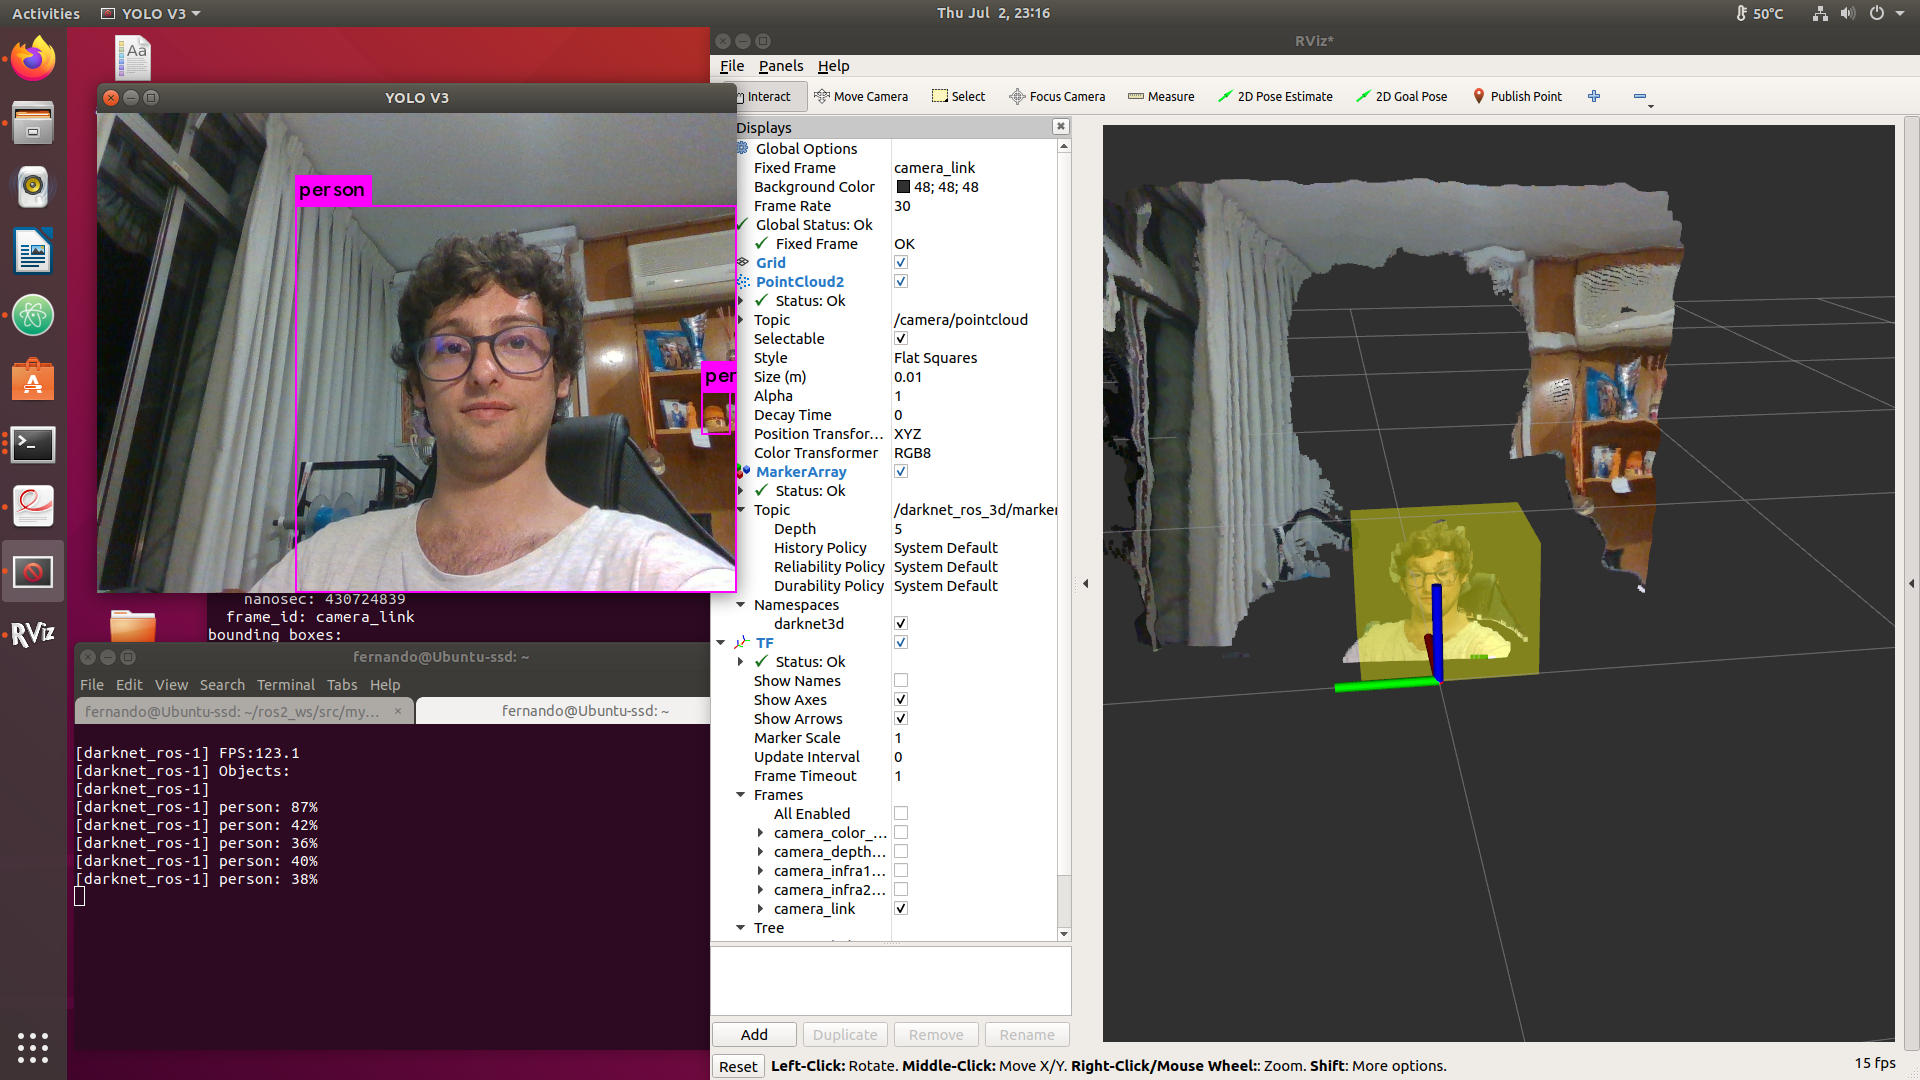 Activities
YOLO V3
Thu Jul 2, 23:16
50°C
Aa
YOLO V3
person
per
nanosec: 430724839
frame_id: camera_link
bounding boxes:
fernando@Ubuntu-ssd: ~
File Edit View Search Terminal Tabs Help
fernando@Ubuntu-ssd: ~/ros2_ws/src/my...
fernando@Ubuntu-ssd: ~
[darknet_ros-1] FPS:123.1
[darknet_ros-1] Objects:
[darknet_ros-1]
[darknet_ros-1] person: 87%
[darknet_ros-1] person: 42%
[darknet_ros-1] person: 36%
[darknet_ros-1] person: 40%
[darknet_ros-1] person: 38%
RViz
RViz*
File Panels Help
Interact Move Camera Select Focus Camera Measure 2D Pose Estimate 2D Goal Pose Publish Point
Displays
Global Options
Fixed Frame camera_link
Background Color 48; 48; 48
Frame Rate 30
Global Status: Ok
Fixed Frame OK
Grid
PointCloud2
Status: Ok
Topic /camera/pointcloud
Selectable
Style Flat Squares
Size (m) 0.01
Alpha 1
Decay Time 0
Position Transfor... XYZ
Color Transformer RGB8
MarkerArray
Status: Ok
Topic /darknet_ros_3d/marker
Depth 5
History Policy System Default
Reliability Policy System Default
Durability Policy System Default
Namespaces
darknet3d
TF
Status: Ok
Show Names
Show Axes
Show Arrows
Marker Scale 1
Update Interval 0
Frame Timeout 1
Frames
All Enabled
camera_color_...
camera_depth...
camera_infra1...
camera_infra2...
camera_link
Tree
Add Duplicate Remove Rename
Reset Left-Click: Rotate. Middle-Click: Move X/Y. Right-Click/Mouse Wheel:: Zoom. Shift: More options.
15 fps